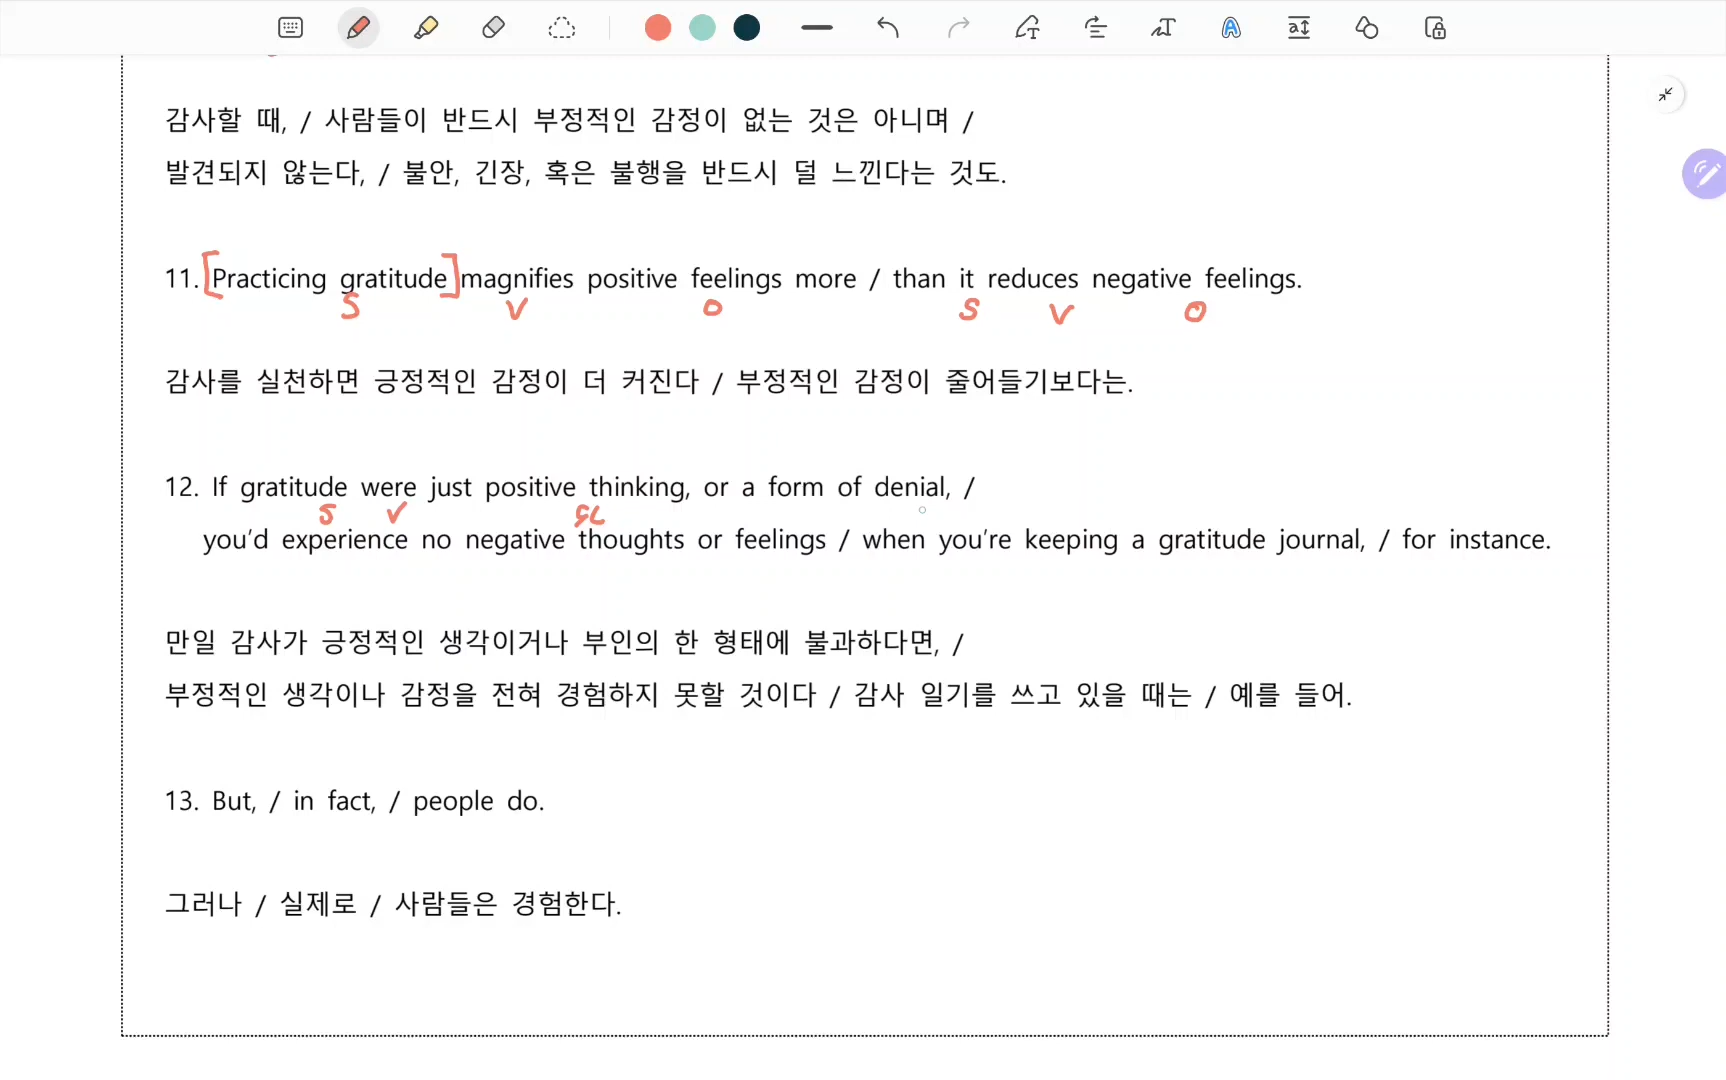 감사할 때, / 사람들이 반드시 부정적인 감정이 없는 것은 아니며 /
발견되지 않는다, / 불안, 긴장, 혹은 불행을 반드시 덜 느낀다는 것도.
11. [Practicing gratitude] magnifies positive feelings more / than it reduces negative feelings.
S V O S V O
감사를 실천하면 긍정적인 감정이 더 커진다 / 부정적인 감정이 줄어들기보다는.
12. If gratitude were just positive thinking, or a form of denial, /
S V SC
you'd experience no negative thoughts or feelings / when you're keeping a gratitude journal, / for instance.
만일 감사가 긍정적인 생각이거나 부인의 한 형태에 불과하다면, /
부정적인 생각이나 감정을 전혀 경험하지 못할 것이다 / 감사 일기를 쓰고 있을 때는 / 예를 들어.
13. But, / in fact, / people do.
그러나 / 실제로 / 사람들은 경험한다.